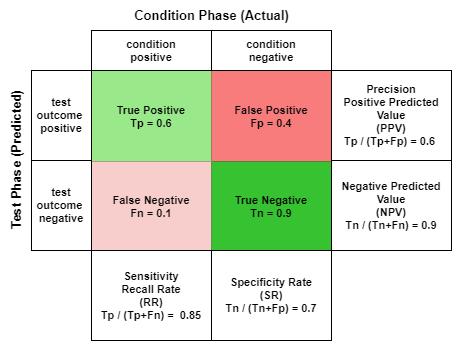 Condition Phase (Actual)
condition
positive
condition
negative
Test Phase (Predicted)
test
outcome
positive
True Positive
Tp = 0.6
False Positive
Fp = 0.4
Precision
Positive Predicted
Value
(PPV)
Tp / (Tp+Fp) = 0.6
test
outcome
negative
False Negative
Fn = 0.1
True Negative
Tn = 0.9
Negative Predicted
Value
(NPV)
Tn / (Tn+Fn) = 0.9
Sensitivity
Recall Rate
(RR)
Tp / (Tp+Fn) = 0.85
Specificity Rate
(SR)
Tn / (Tn+Fp) = 0.7